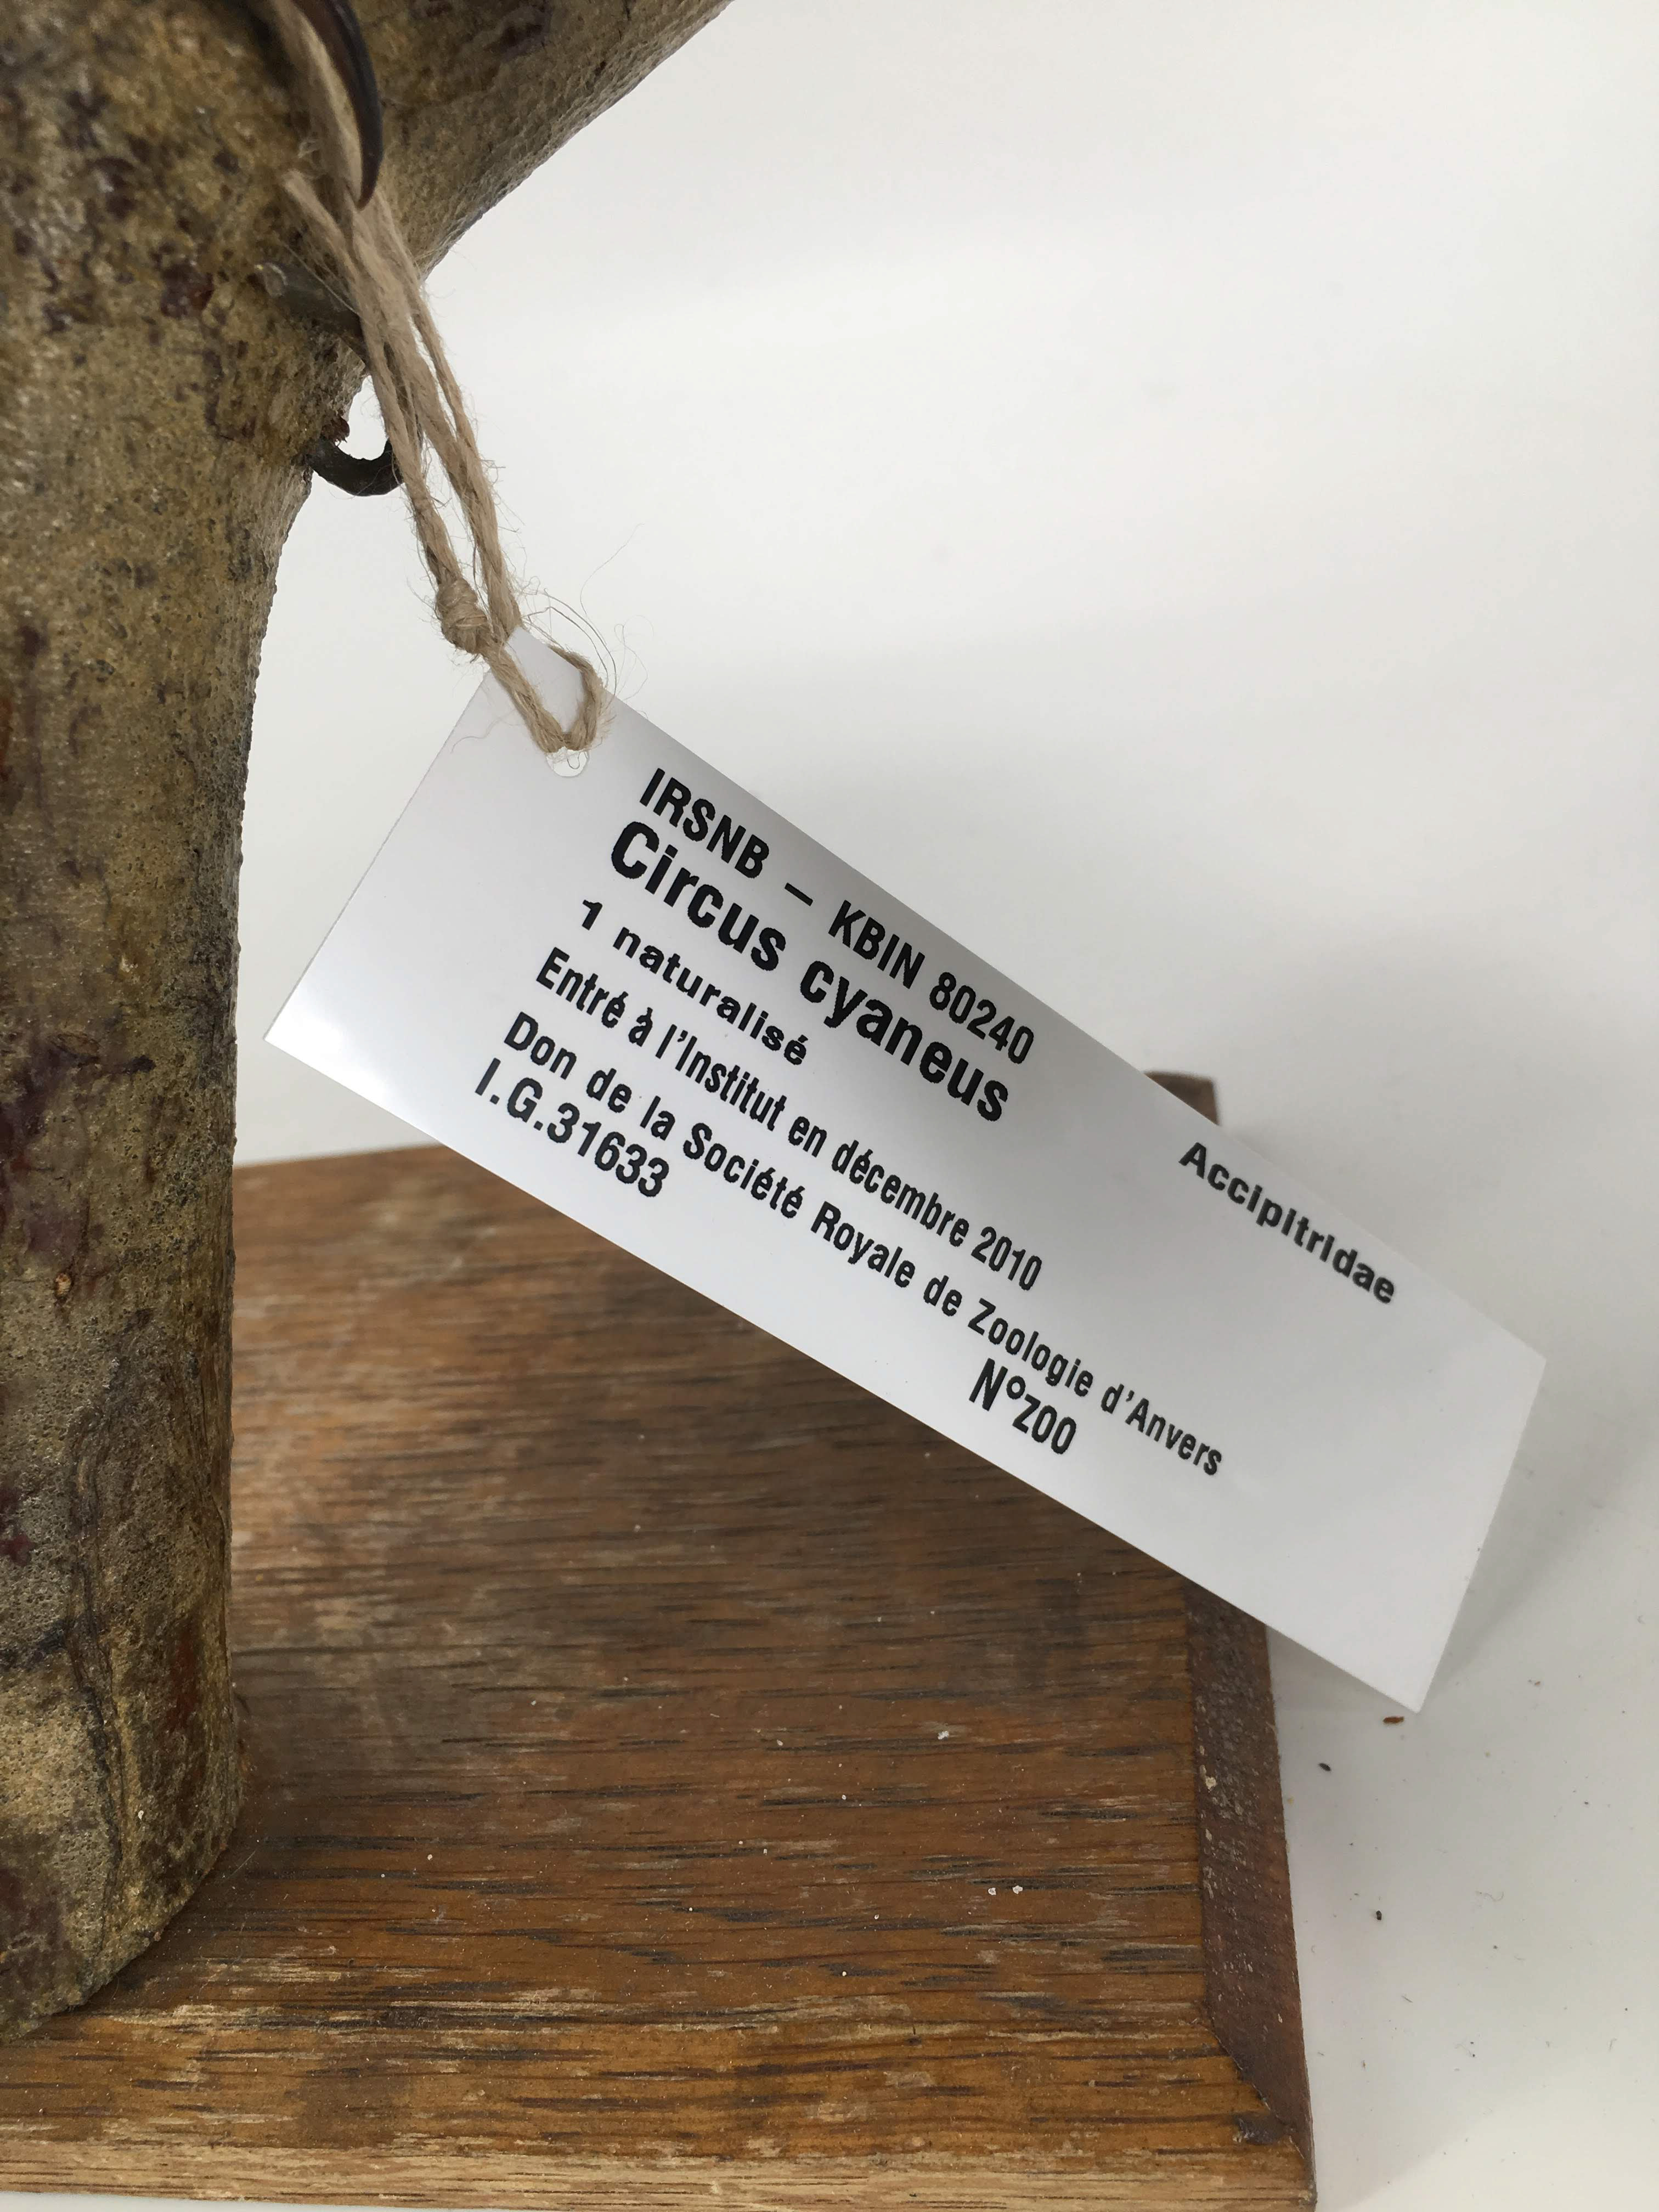 IRSNB – KBIN 80240
Circus cyaneus
Accipitridae
1 naturalisé
Entré à l'Institut en décembre 2010
Don de la Société Royale de Zoologie d'Anvers
I.G.31633 N°ZOO